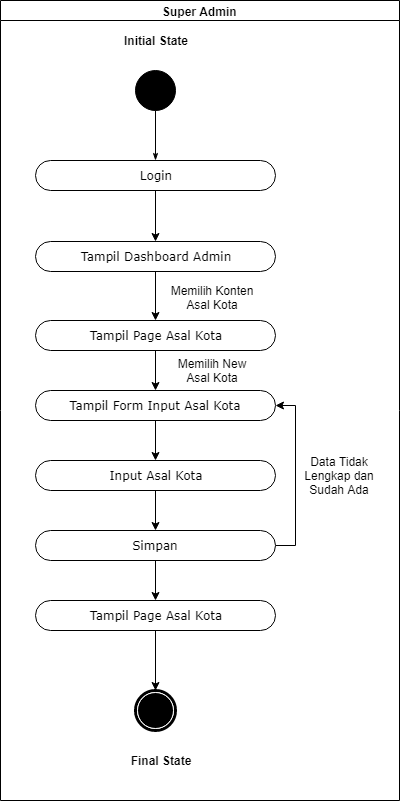 Super Admin
Initial State
Login
Tampil Dashboard Admin
Memilih Konten
Asal Kota
Tampil Page Asal Kota
Memilih New
Asal Kota
Tampil Form Input Asal Kota
Data Tidak
Lengkap dan
Sudah Ada
Input Asal Kota
Simpan
Tampil Page Asal Kota
Final State